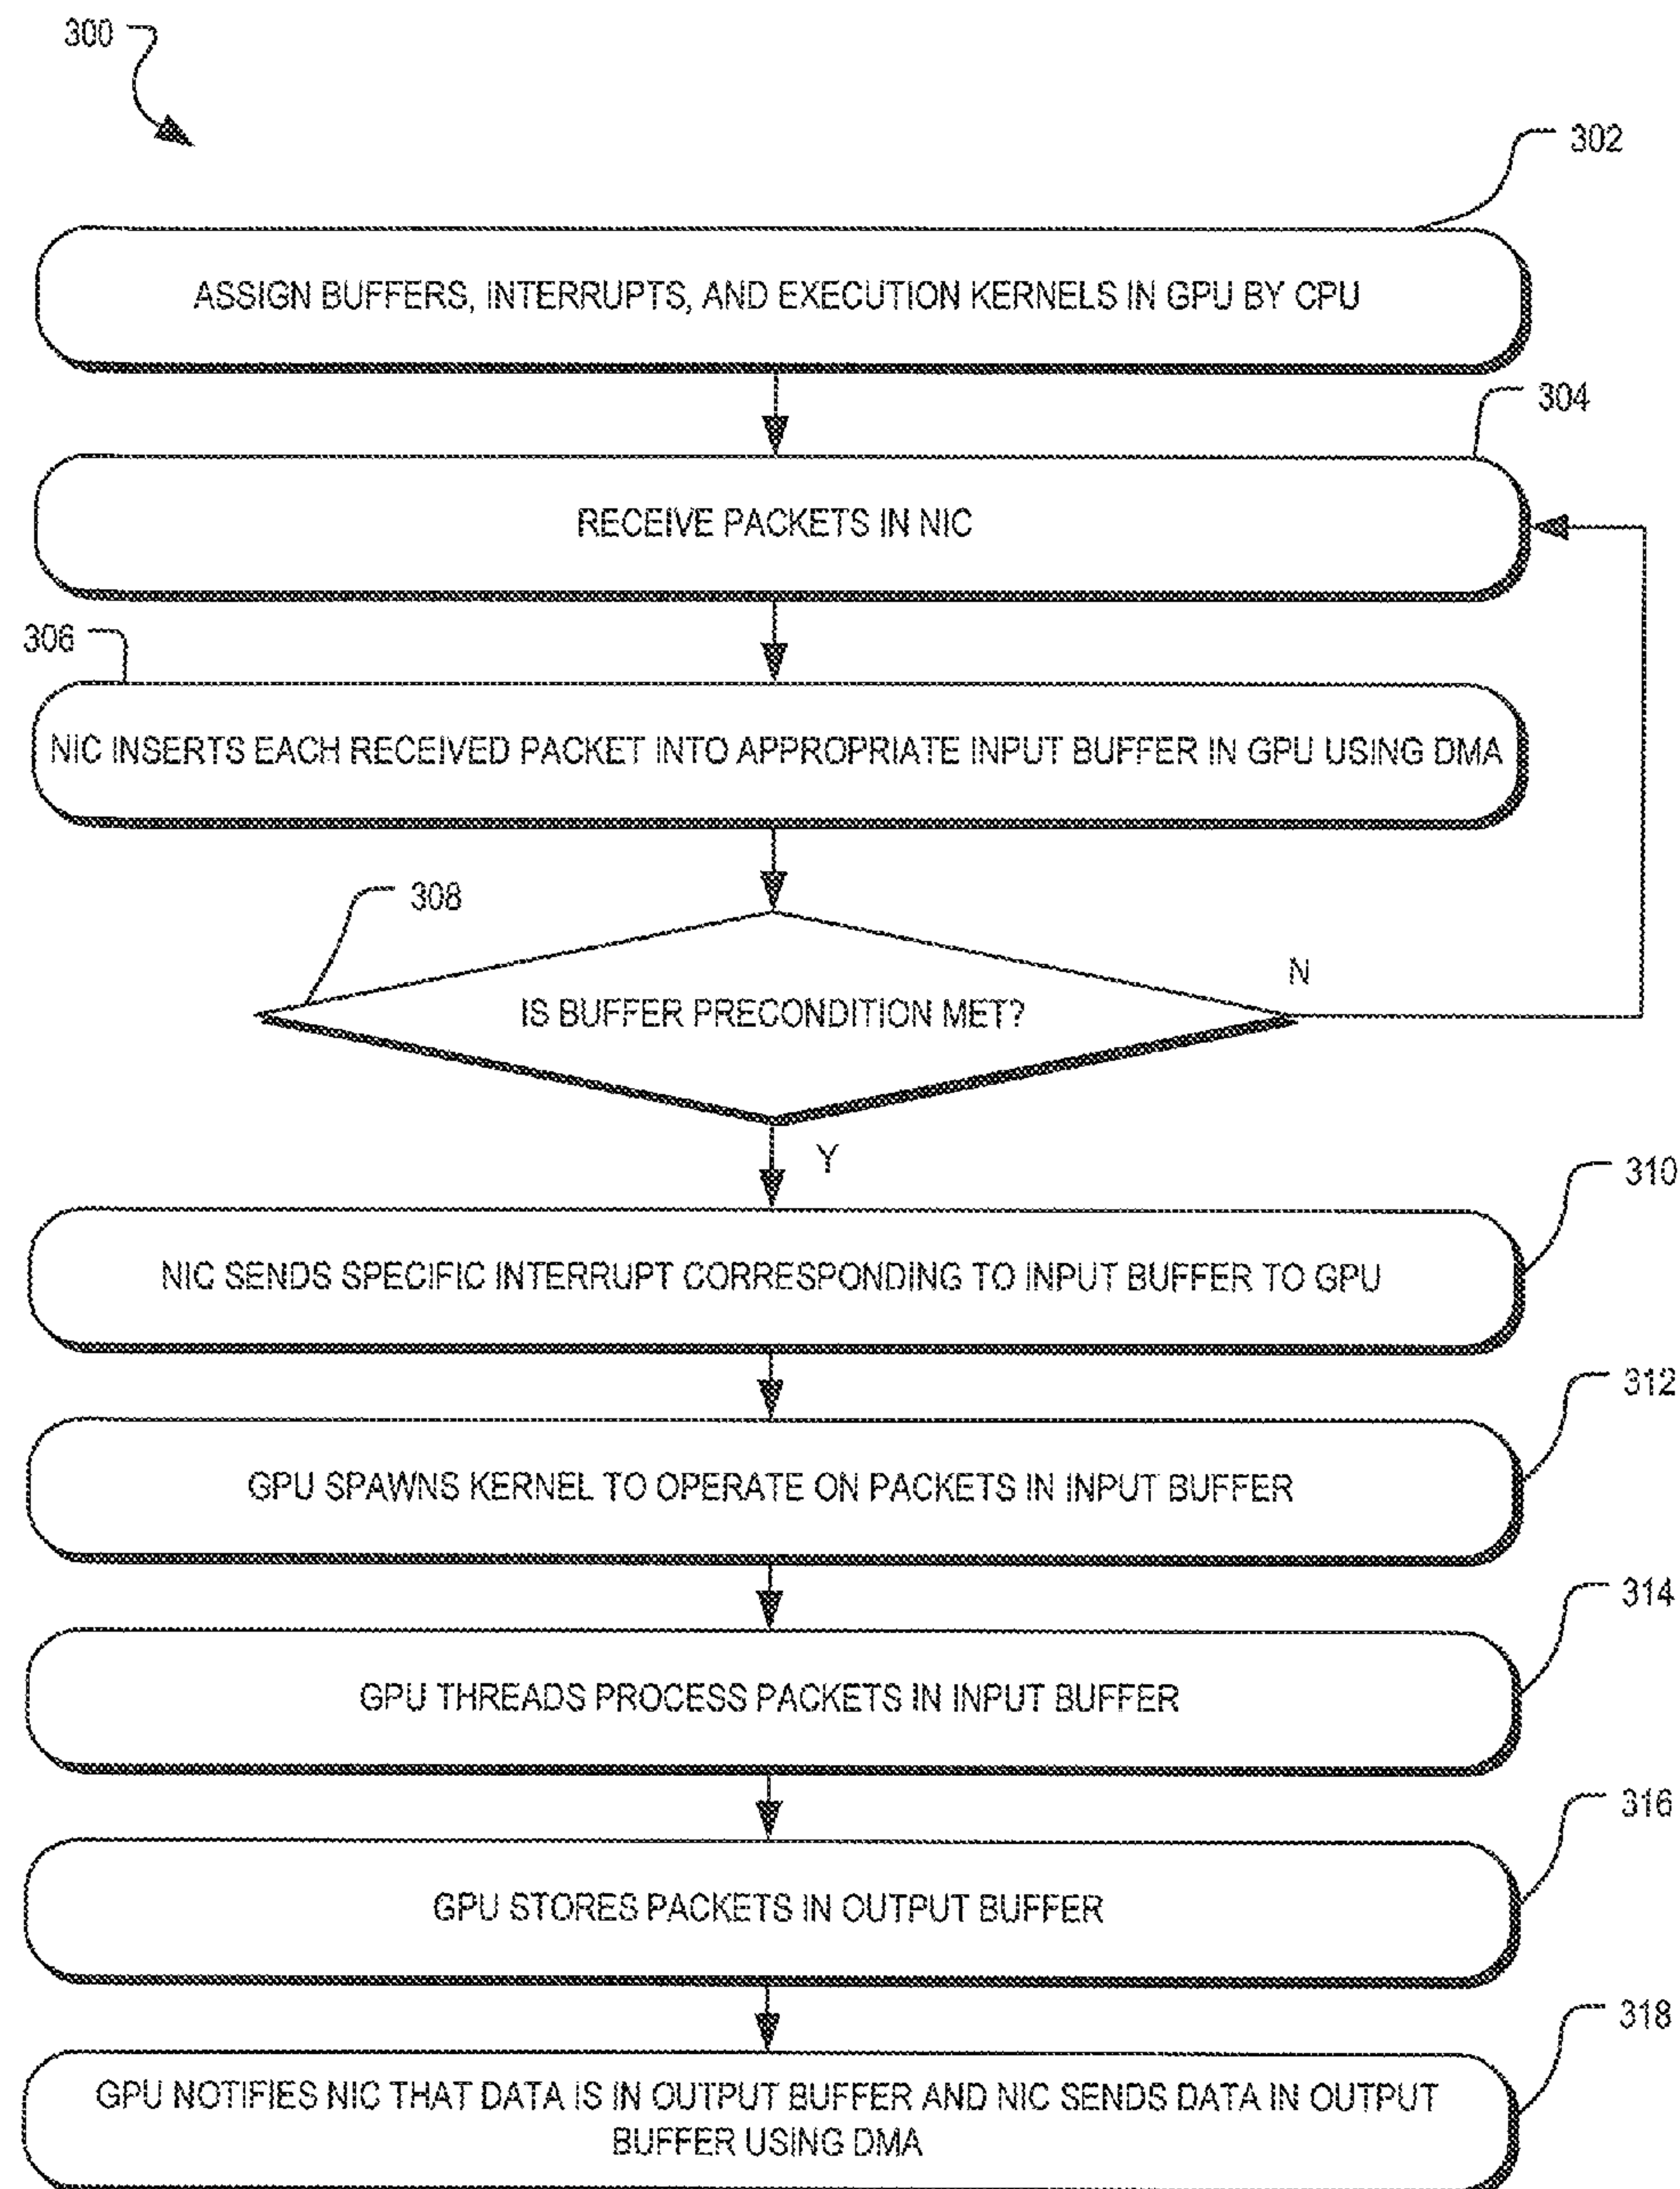 300
302
ASSIGN BUFFERS, INTERRUPTS, AND EXECUTION KERNELS IN GPU BY CPU
304
RECEIVE PACKETS IN NIC
306
NIC INSERTS EACH RECEIVED PACKET INTO APPROPRIATE INPUT BUFFER IN GPU USING DMA
308
N
IS BUFFER PRECONDITION MET?
Y
310
NIC SENDS SPECIFIC INTERRUPT CORRESPONDING TO INPUT BUFFER TO GPU
312
GPU SPAWNS KERNEL TO OPERATE ON PACKETS IN INPUT BUFFER
314
GPU THREADS PROCESS PACKETS IN INPUT BUFFER
316
GPU STORES PACKETS IN OUTPUT BUFFER
318
GPU NOTIFIES NIC THAT DATA IS IN OUTPUT BUFFER AND NIC SENDS DATA IN OUTPUT
BUFFER USING DMA